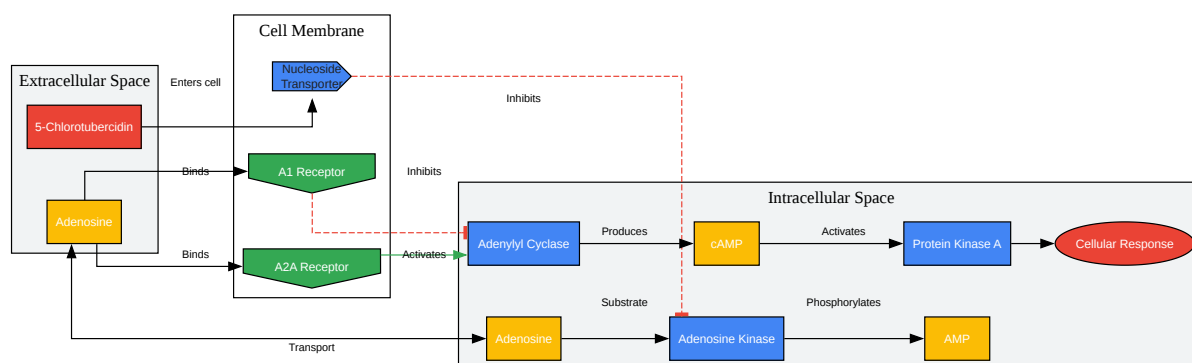 Cell Membrane
Extracellular Space
Enters cell
Nucleoside
Transporter
Inhibits
5-Chlorotubercidin
Binds
A1 Receptor
Inhibits
Intracellular Space
Adenosine
Adenylyl Cyclase
Produces
cAMP
Activates
Protein Kinase A
Cellular Response
Binds
A2A Receptor
Activates
Substrate
Phosphorylates
Transport
Adenosine
Adenosine Kinase
AMP